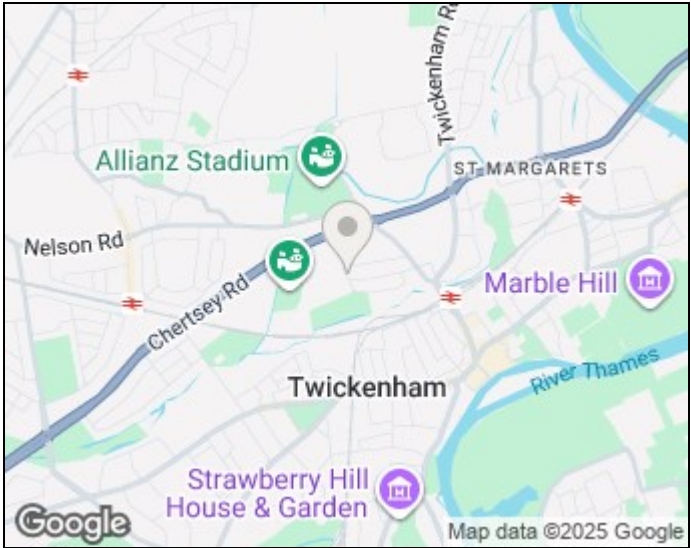 Twickenham Rd
Allianz Stadium
ST MARGARETS
Nelson Rd
Marble Hill
Chertsey Rd
River Thames
Twickenham
Strawberry Hill
House & Garden
Google
Map data ©2025 Google